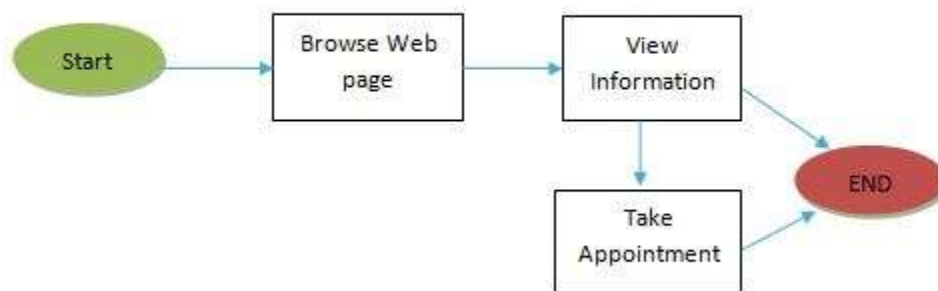 Start
Browse Web
page
View
Information
Take
Appointment
END